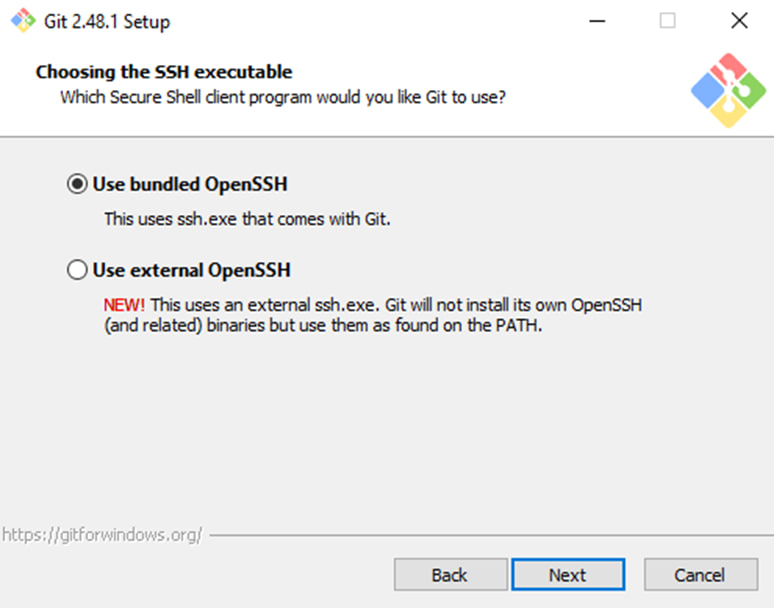 Git 2.48.1 Setup
Choosing the SSH executable
Which Secure Shell client program would you like Git to use?
Use bundled OpenSSH
This uses ssh.exe that comes with Git.
Use external OpenSSH
NEW! This uses an external ssh.exe. Git will not install its own OpenSSH
(and related) binaries but use them as found on the PATH.
https://gitforwindows.org/
Back Next Cancel